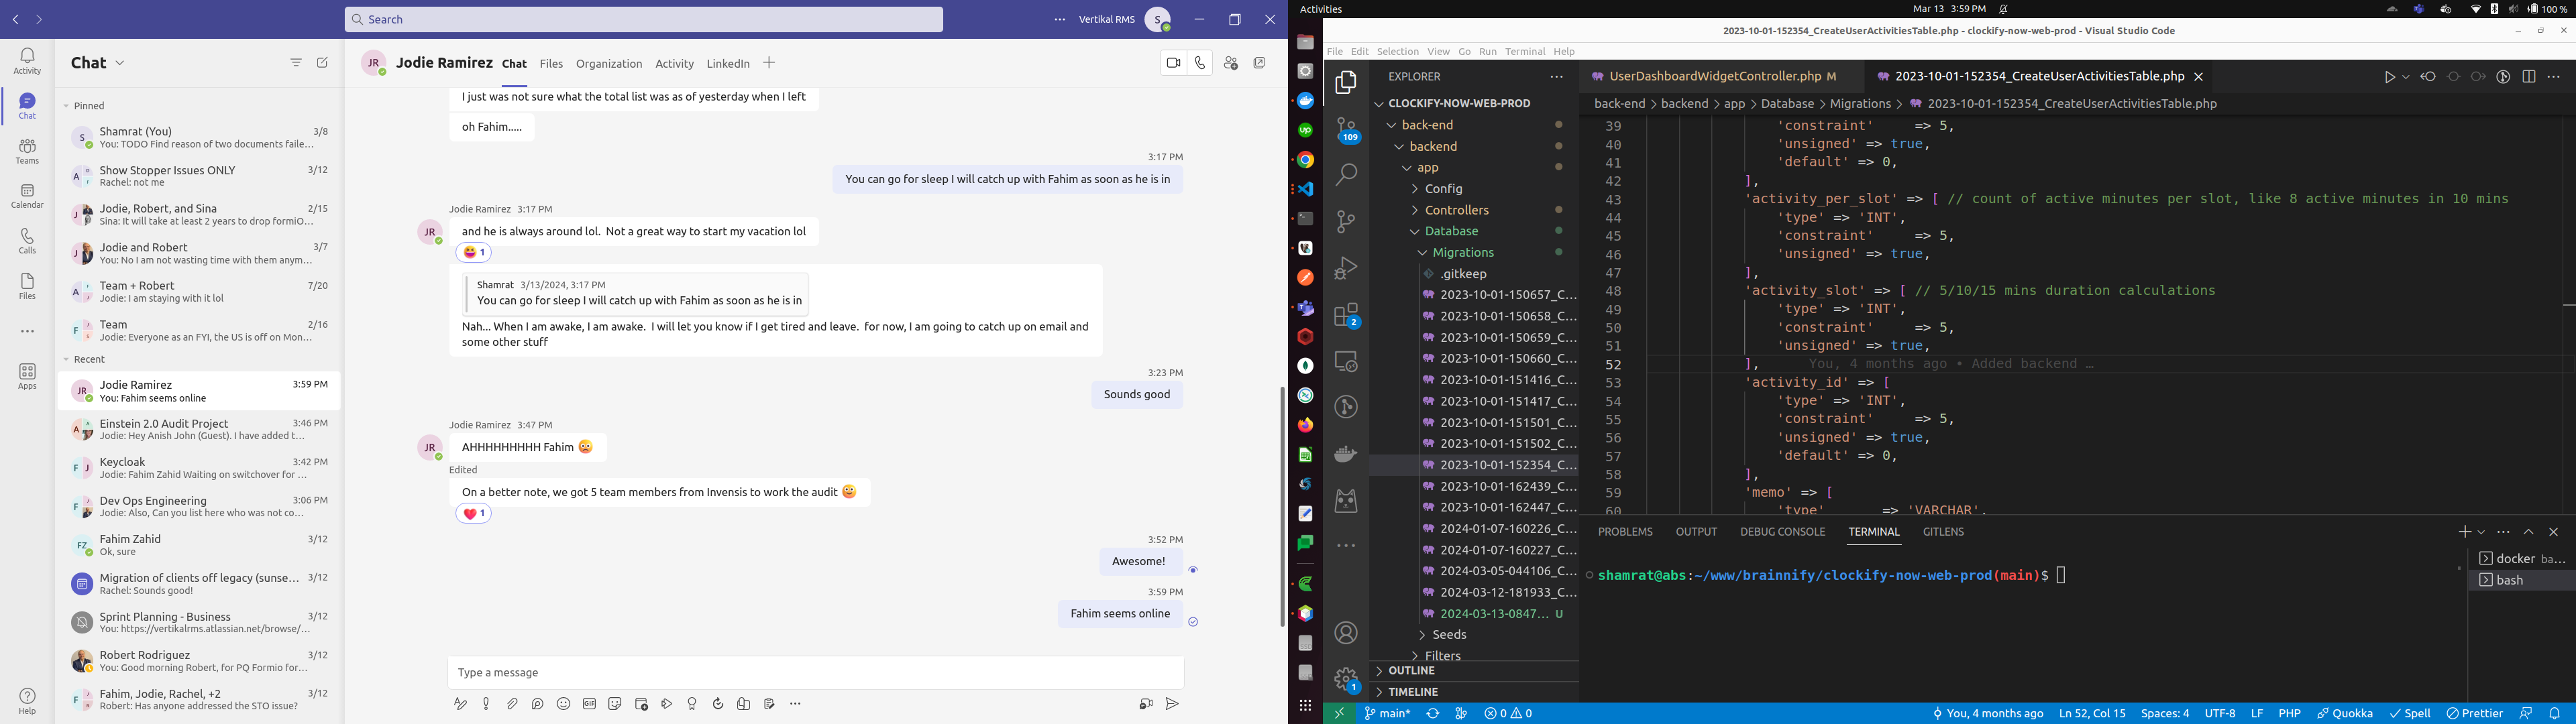 Search
Vertikal RMS
S
Activity
Chat
Teams
Calendar
Calls
Files
Apps
Help
Chat
Pinned
Shamrat (You) 3/8
You: TODO Find reason of two documents faile...
Show Stopper Issues ONLY 3/12
Rachel: not me
Jodie, Robert, and Sina 2/15
Sina: It will take at least 2 years to drop formiO...
Jodie and Robert 3/7
You: No I am not wasting time with them anym...
Team + Robert 7/20
Jodie: I am staying with it lol
Team 2/16
Jodie: Everyone as an FYI, the US is off on Mon...
Recent
Jodie Ramirez 3:59 PM
You: Fahim seems online
Einstein 2.0 Audit Project 3:46 PM
Jodie: Hey Anish John (Guest). I have added t...
Keycloak 3:42 PM
Jodie: Fahim Zahid Waiting on switchover for ...
Dev Ops Engineering 3:06 PM
Jodie: Also, Can you list here who was not co...
Fahim Zahid 3/12
Ok, sure
Migration of clients off legacy (sunse... 3/12
Rachel: Sounds good!
Sprint Planning - Business 3/12
You: https://vertikalrms.atlassian.net/browse/...
Robert Rodriguez 3/12
You: Good morning Robert, for PQ Formio for...
Fahim, Jodie, Rachel, +2 3/12
Robert: Has anyone addressed the STO issue?
JR Jodie Ramirez Chat Files Organization Activity LinkedIn
I just was not sure what the total list was as of yesterday when I left
oh Fahim.....
3:17 PM
You can go for sleep I will catch up with Fahim as soon as he is in
Jodie Ramirez 3:17 PM
JR and he is always around lol. Not a great way to start my vacation lol
1
Shamrat 3/13/2024, 3:17 PM
You can go for sleep I will catch up with Fahim as soon as he is in
Nah... When I am awake, I am awake. I will let you know if I get tired and leave. for now, I am going to catch up on email and
some other stuff
3:23 PM
Sounds good
Jodie Ramirez 3:47 PM
JR AHHHHHHHHH Fahim
Edited
On a better note, we got 5 team members from Invensis to work the audit
1
3:52 PM
Awesome!
3:59 PM
Fahim seems online
Type a message
Activities
Mar 13 3:59 PM
100 %
2023-10-01-152354_CreateUserActivitiesTable.php - clockify-now-web-prod - Visual Studio Code
File Edit Selection View Go Run Terminal Help
109
2
1
EXPLORER
CLOCKIFY-NOW-WEB-PROD
back-end
backend
app
Config
Controllers
Database
Migrations
.gitkeep
2023-10-01-150657_C...
2023-10-01-150658_C...
2023-10-01-150659_C...
2023-10-01-150660_C...
2023-10-01-151416_C...
2023-10-01-151417_C...
2023-10-01-151501_C...
2023-10-01-151502_C...
2023-10-01-152354_C...
2023-10-01-162439_C...
2023-10-01-162447_C...
2024-01-07-160226_C...
2024-01-07-160227_C...
2024-03-05-044106_C...
2024-03-12-181933_C...
2024-03-13-0847... U
Seeds
Filters
OUTLINE
TIMELINE
UserDashboardWidgetController.php M
2023-10-01-152354_CreateUserActivitiesTable.php
back-end > backend > app > Database > Migrations > 2023-10-01-152354_CreateUserActivitiesTable.php
39 'constraint' => 5,
40 'unsigned' => true,
41 'default' => 0,
42 ],
43 'activity_per_slot' => [ // count of active minutes per slot, like 8 active minutes in 10 mins
44 'type' => 'INT',
45 'constraint' => 5,
46 'unsigned' => true,
47 ],
48 'activity_slot' => [ // 5/10/15 mins duration calculations
49 'type' => 'INT',
50 'constraint' => 5,
51 'unsigned' => true,
52 ], You, 4 months ago • Added backend …
53 'activity_id' => [
54 'type' => 'INT',
55 'constraint' => 5,
56 'unsigned' => true,
57 'default' => 0,
58 ],
59 'memo' => [
60 'type' => 'VARCHAR',
PROBLEMS OUTPUT DEBUG CONSOLE TERMINAL GITLENS
shamrat@abs:~/www/brainnify/clockify-now-web-prod(main)$
docker ba...
bash
main* 0 0 You, 4 months ago Ln 52, Col 15 Spaces: 4 UTF-8 LF PHP Quokka Spell Prettier